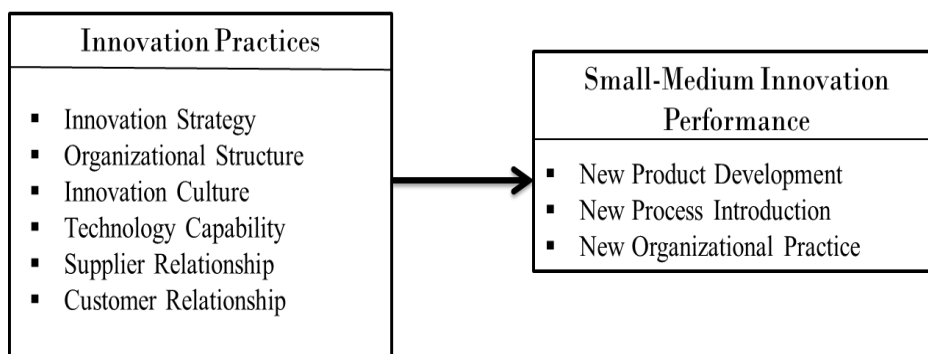 Innovation Practices
▪ Innovation Strategy
▪ Organizational Structure
▪ Innovation Culture
▪ Technology Capability
▪ Supplier Relationship
▪ Customer Relationship
Small-Medium Innovation
Performance
▪ New Product Development
▪ New Process Introduction
▪ New Organizational Practice